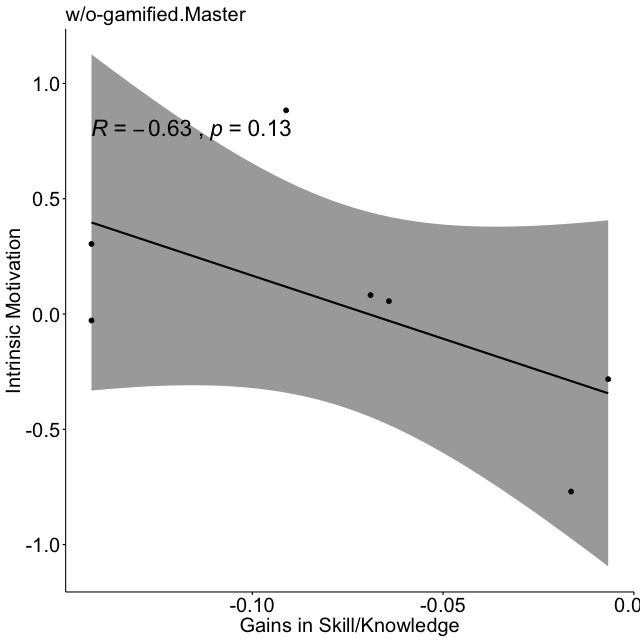 w/o-gamified.Master
1.0
R = −0.63 , p = 0.13
0.5
Intrinsic Motivation
0.0
-0.5
-1.0
-0.10 -0.05 0.0
Gains in Skill/Knowledge